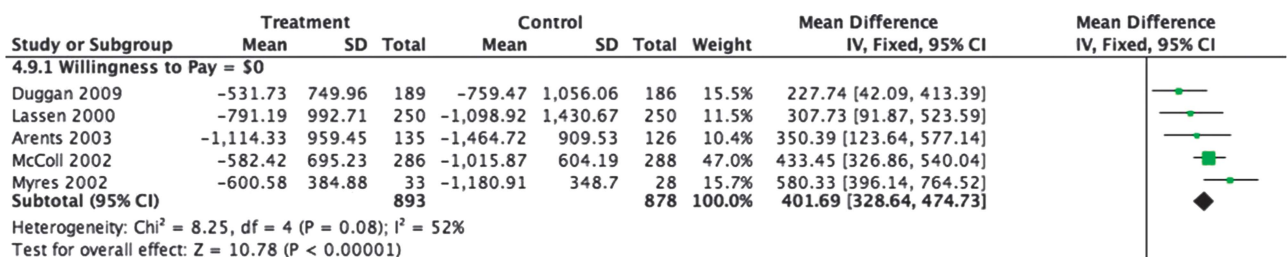 Treatment Control Mean Difference Mean Difference
Study or Subgroup Mean SD Total Mean SD Total Weight IV, Fixed, 95% CI IV, Fixed, 95% CI
4.9.1 Willingness to Pay = $0
Duggan 2009 -531.73 749.96 189 -759.47 1,056.06 186 15.5% 227.74 [42.09, 413.39]
Lassen 2000 -791.19 992.71 250 -1,098.92 1,430.67 250 11.5% 307.73 [91.87, 523.59]
Arents 2003 -1,114.33 959.45 135 -1,464.72 909.53 126 10.4% 350.39 [123.64, 577.14]
McColl 2002 -582.42 695.23 286 -1,015.87 604.19 288 47.0% 433.45 [326.86, 540.04]
Myres 2002 -600.58 384.88 33 -1,180.91 348.7 28 15.7% 580.33 [396.14, 764.52]
Subtotal (95% CI) 893 878 100.0% 401.69 [328.64, 474.73]
Heterogeneity: Chi² = 8.25, df = 4 (P = 0.08); I² = 52%
Test for overall effect: Z = 10.78 (P < 0.00001)